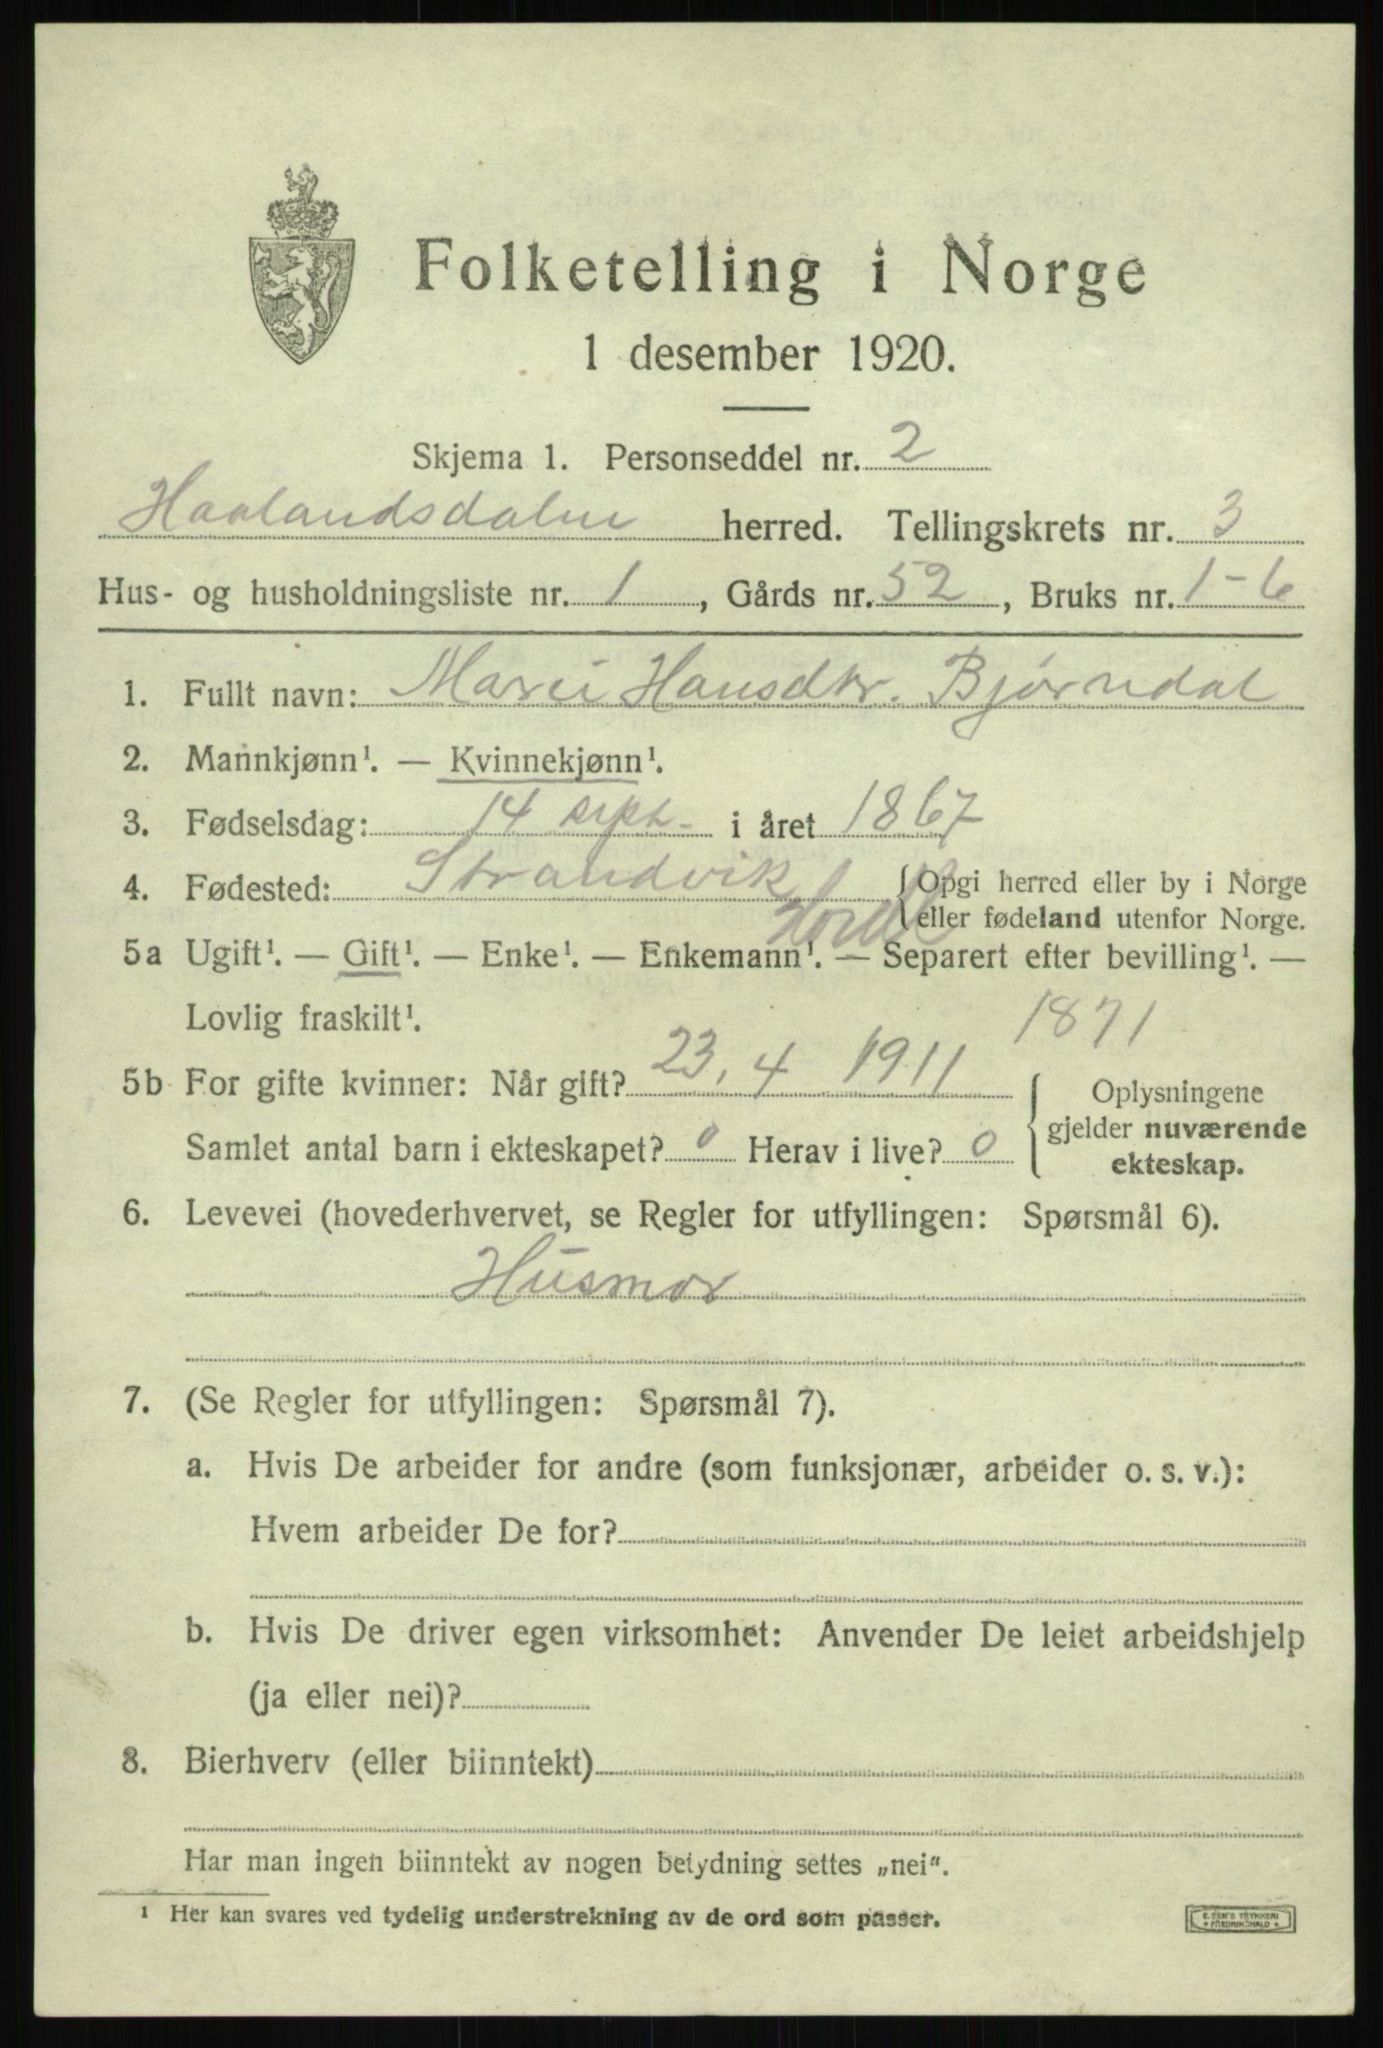 Folketelling i Norge
1 desember 1920.
Skjema 1. Personseddel nr. 2
Haalandsdalen herred. Tellingskrets nr. 3
Hus- og husholdningsliste nr. 1, Gårds nr. 52, Bruks nr. 1-6
1. Fullt navn: Marii Hansdtr. Bjørndal
2. Mannkjønn¹. — Kvinnekjønn¹.
3. Fødselsdag: 14 sept. i året 1867
4. Fødested: Strandvik { Opgi herred eller by i Norge
Hordl eller fødeland utenfor Norge.
5a Ugift¹. — Gift¹. — Enke¹. — Enkemann¹. — Separert efter bevilling¹. —
Lovlig fraskilt¹. 1871
5b For gifte kvinner: Når gift? 23, 4 1911 { Oplysningene
gjelder nuværende
Samlet antal barn i ekteskapet? 0 Herav i live? 0 ekteskap.
6. Levevei (hovederhvervet, se Regler for utfyllingen: Spørsmål 6).
Husmor
7. (Se Regler for utfyllingen: Spørsmål 7).
a. Hvis De arbeider for andre (som funksjonær, arbeider o. s. v.):
Hvem arbeider De for?
b. Hvis De driver egen virksomhet: Anvender De leiet arbeidshjelp
(ja eller nei)?
8. Bierhverv (eller biinntekt)
Har man ingen biinntekt av nogen betydning settes „nei".
¹ Her kan svares ved tydelig understrekning av de ord som passer.
E. SEM'S TRYKKERI
FREDRIKSHALD